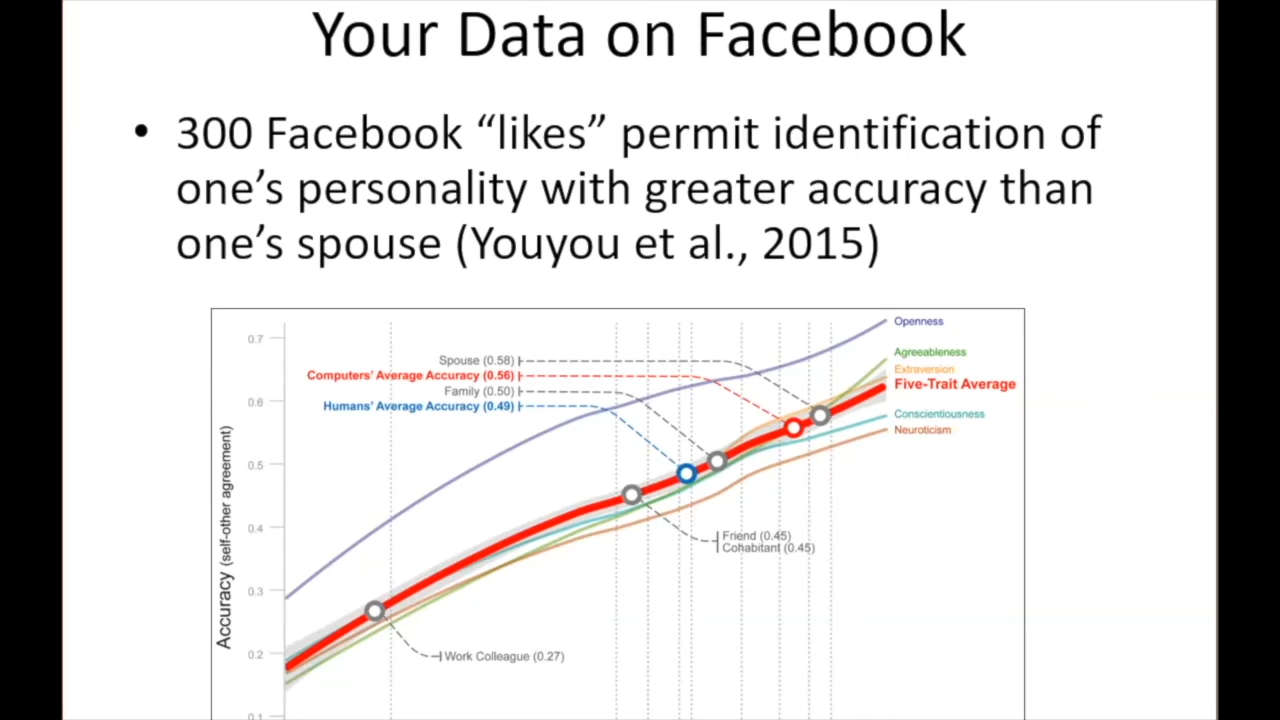 Your Data on Facebook
• 300 Facebook “likes” permit identification of
one’s personality with greater accuracy than
one’s spouse (Youyou et al., 2015)
Openness
0.7
Agreeableness
Spouse (0.58)
Extraversion
Computers’ Average Accuracy (0.56)
Five-Trait Average
Family (0.50)
0.6
Humans’ Average Accuracy (0.49)
Conscientiousness
Neuroticism
0.5
Accuracy (self-other agreement)
0.4
Friend (0.45)
Cohabitant (0.45)
0.3
0.2
Work Colleague (0.27)
0.1